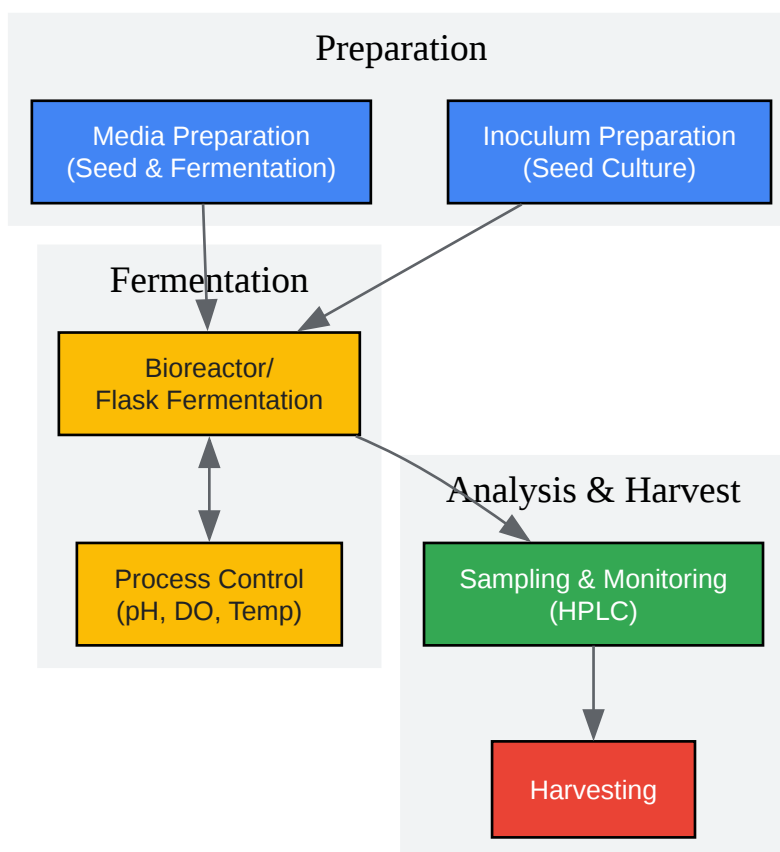 Preparation
Media Preparation
(Seed & Fermentation)
Inoculum Preparation
(Seed Culture)
Fermentation
Bioreactor/
Flask Fermentation
Process Control
(pH, DO, Temp)
Analysis & Harvest
Sampling & Monitoring
(HPLC)
Harvesting